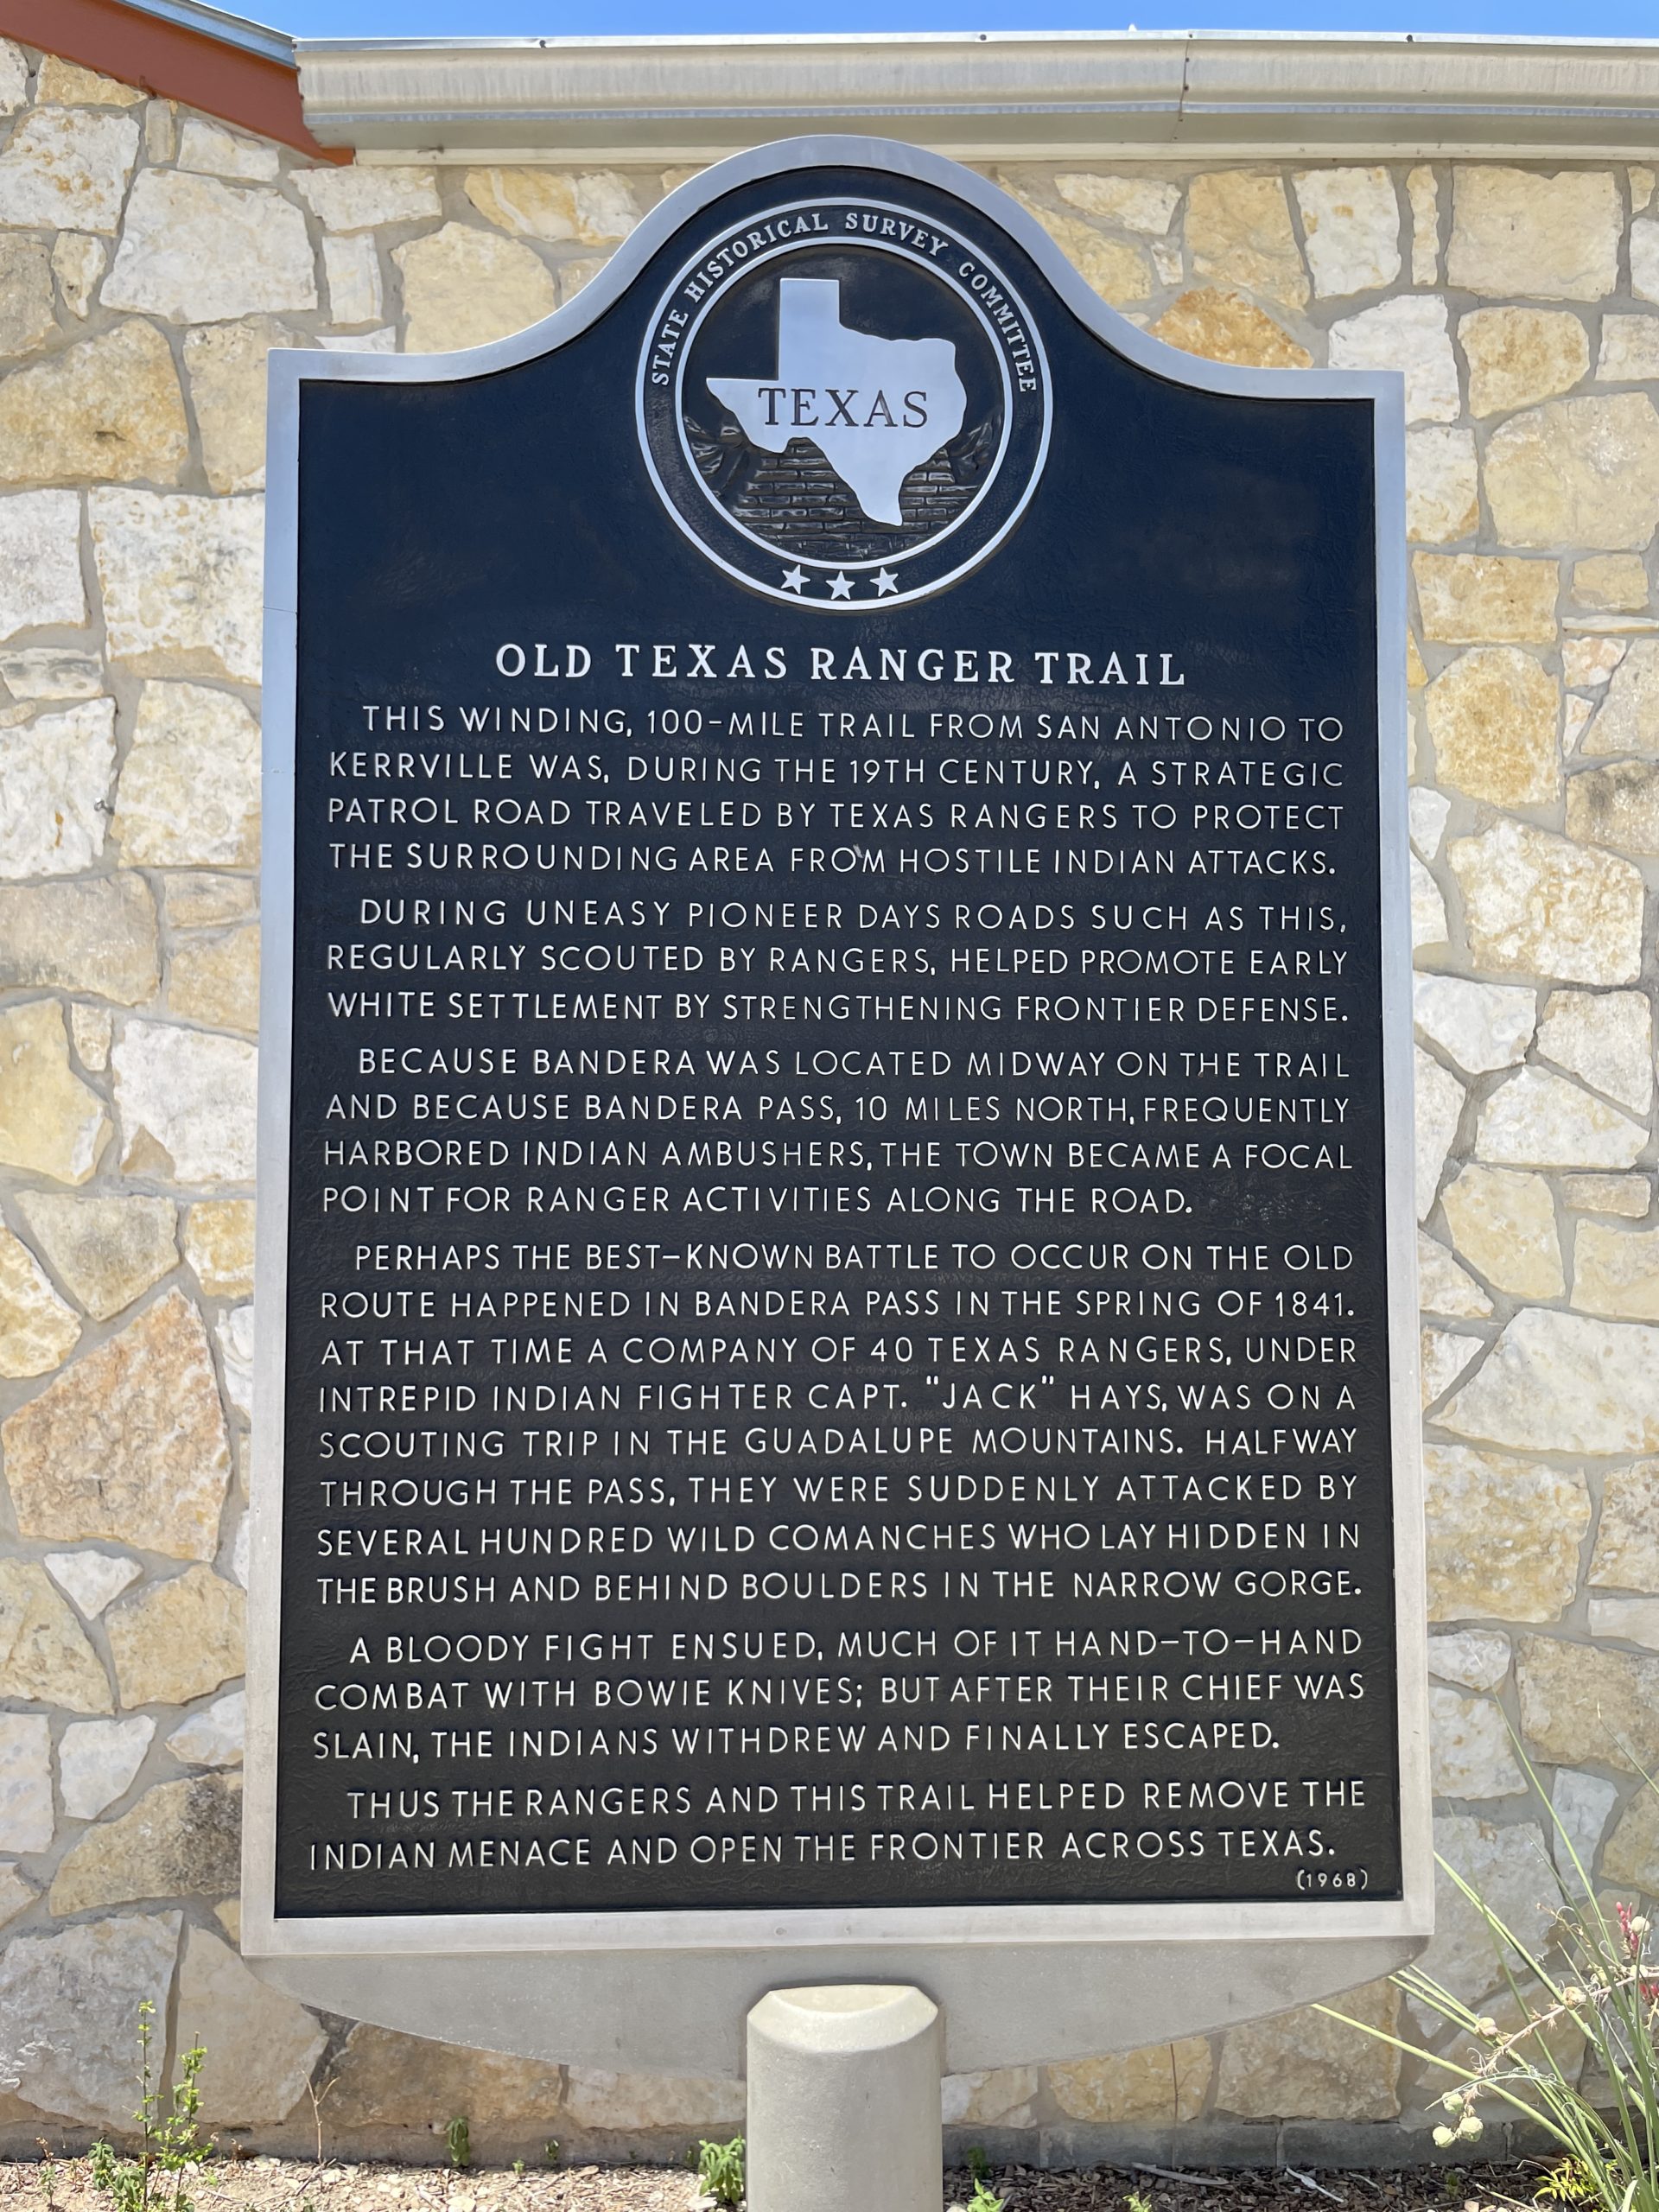 STATE HISTORICAL SURVEY COMMITTEE
TEXAS
OLD TEXAS RANGER TRAIL
THIS WINDING, 100-MILE TRAIL FROM SAN ANTONIO TO
KERRVILLE WAS, DURING THE 19TH CENTURY, A STRATEGIC
PATROL ROAD TRAVELED BY TEXAS RANGERS TO PROTECT
THE SURROUNDING AREA FROM HOSTILE INDIAN ATTACKS.
DURING UNEASY PIONEER DAYS ROADS SUCH AS THIS,
REGULARLY SCOUTED BY RANGERS, HELPED PROMOTE EARLY
WHITE SETTLEMENT BY STRENGTHENING FRONTIER DEFENSE.
BECAUSE BANDERA WAS LOCATED MIDWAY ON THE TRAIL
AND BECAUSE BANDERA PASS, 10 MILES NORTH, FREQUENTLY
HARBORED INDIAN AMBUSHERS, THE TOWN BECAME A FOCAL
POINT FOR RANGER ACTIVITIES ALONG THE ROAD.
PERHAPS THE BEST-KNOWN BATTLE TO OCCUR ON THE OLD
ROUTE HAPPENED IN BANDERA PASS IN THE SPRING OF 1841.
AT THAT TIME A COMPANY OF 40 TEXAS RANGERS, UNDER
INTREPID INDIAN FIGHTER CAPT. "JACK" HAYS, WAS ON A
SCOUTING TRIP IN THE GUADALUPE MOUNTAINS. HALFWAY
THROUGH THE PASS, THEY WERE SUDDENLY ATTACKED BY
SEVERAL HUNDRED WILD COMANCHES WHO LAY HIDDEN IN
THE BRUSH AND BEHIND BOULDERS IN THE NARROW GORGE.
A BLOODY FIGHT ENSUED, MUCH OF IT HAND-TO-HAND
COMBAT WITH BOWIE KNIVES; BUT AFTER THEIR CHIEF WAS
SLAIN, THE INDIANS WITHDREW AND FINALLY ESCAPED.
THUS THE RANGERS AND THIS TRAIL HELPED REMOVE THE
INDIAN MENACE AND OPEN THE FRONTIER ACROSS TEXAS.
(1968)